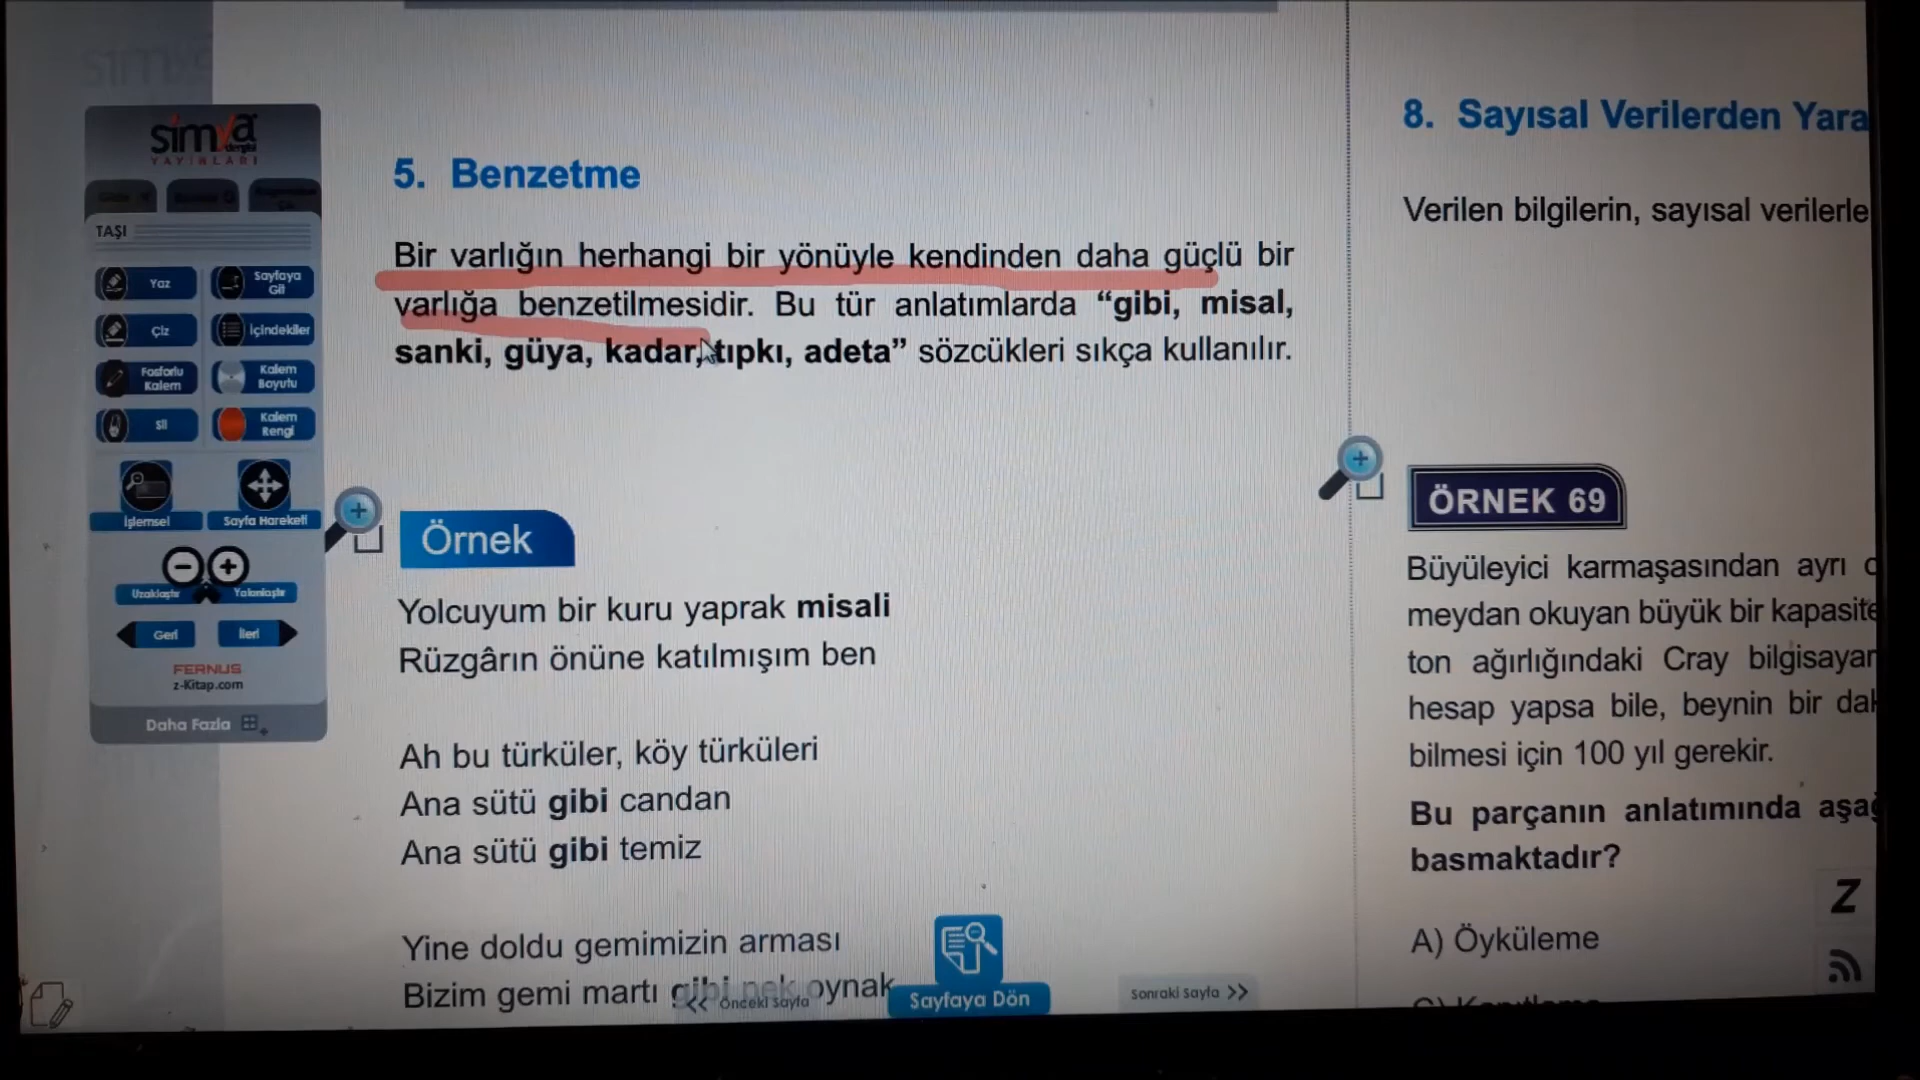 simya
dergisi
YAYINLARI
TAŞI
Yaz
Sayfaya
Git
Çiz
İçindekiler
Fosforlu
Kalem
Kalem
Boyutu
Sil
Kalem
Rengi
İşlemsel
Sayfa Hareketi
Uzaklaştır
Yakınlaştır
Geri
İleri
FERNUS
z-Kitap.com
Daha Fazla
5. Benzetme
Bir varlığın herhangi bir yönüyle kendinden daha güçlü bir
varlığa benzetilmesidir. Bu tür anlatımlarda “gibi, misal,
sanki, güya, kadar, tıpkı, adeta” sözcükleri sıkça kullanılır.
Örnek
Yolcuyum bir kuru yaprak misali
Rüzgârın önüne katılmışım ben
Ah bu türküler, köy türküleri
Ana sütü gibi candan
Ana sütü gibi temiz
Yine doldu gemimizin arması
Bizim gemi martı gibi pek oynak
<< Önceki Sayfa
Sayfaya Dön
Sonraki Sayfa >>
8. Sayısal Verilerden Yara
Verilen bilgilerin, sayısal verilerle
ÖRNEK 69
Büyüleyici karmaşasından ayrı
meydan okuyan büyük bir kapasite
ton ağırlığındaki Cray bilgisayar
hesap yapsa bile, beynin bir dak
bilmesi için 100 yıl gerekir.
Bu parçanın anlatımında aşağ
basmaktadır?
A) Öyküleme
Z